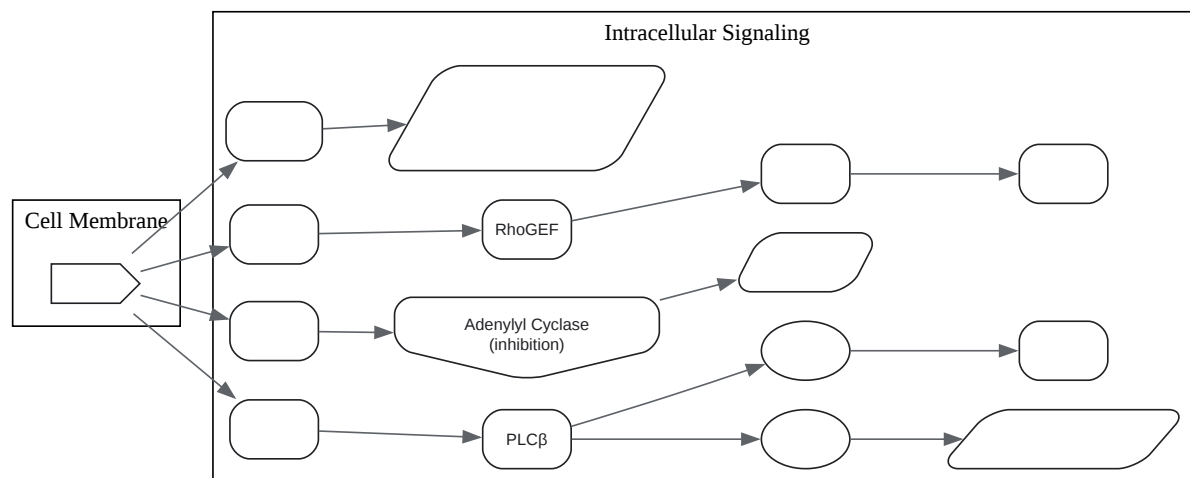 Intracellular Signaling
Cell Membrane
RhoGEF
Adenylyl Cyclase
(inhibition)
PLCβ